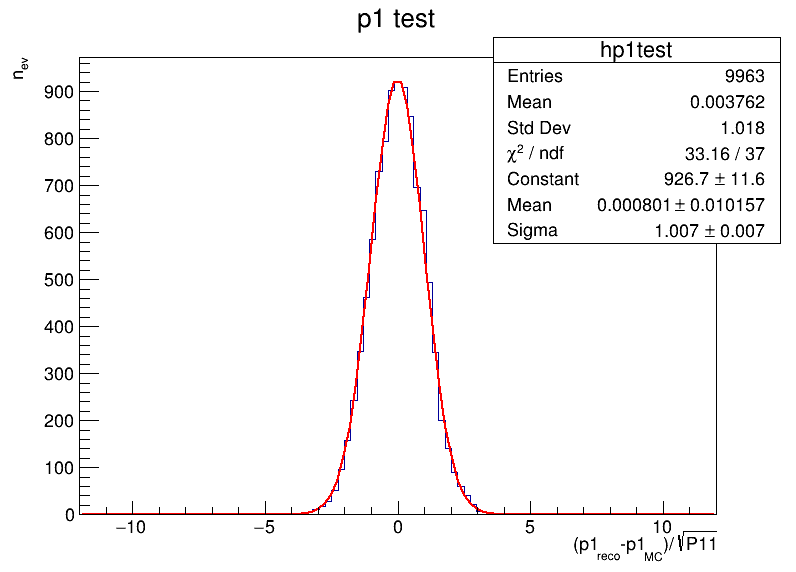 p1 test
hp1test
Entries 9963
Mean 0.003762
Std Dev 1.018
χ² / ndf 33.16 / 37
Constant 926.7 ± 11.6
Mean 0.000801 ± 0.010157
Sigma 1.007 ± 0.007
n_ev
900
800
700
600
500
400
300
200
100
0
−10 −5 0 5 10
(p1_reco-p1_MC)/√P11